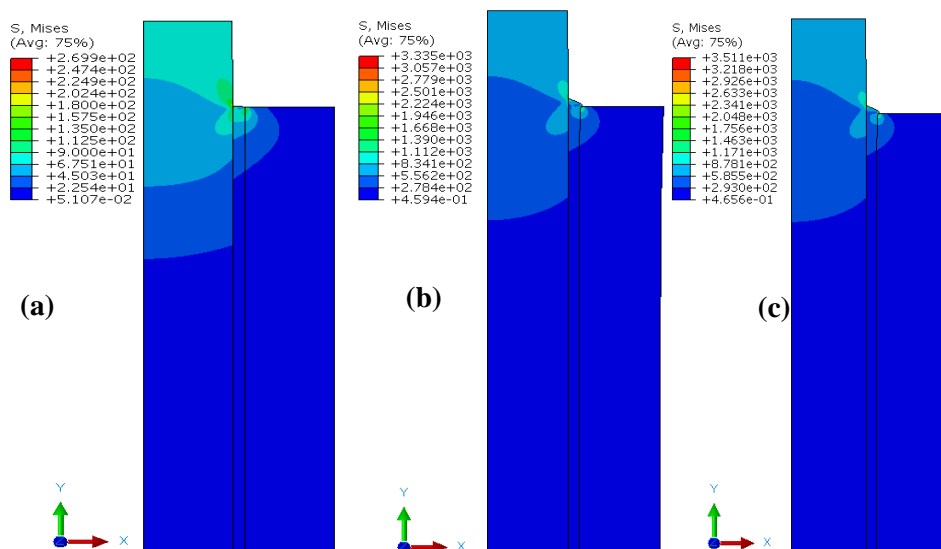 S, Mises
(Avg: 75%)
+2.699e+02
+2.474e+02
+2.249e+02
+2.024e+02
+1.800e+02
+1.575e+02
+1.350e+02
+1.125e+02
+9.000e+01
+6.751e+01
+4.503e+01
+2.254e+01
+5.107e-02
(a)
Y
X
S, Mises
(Avg: 75%)
+3.335e+03
+3.057e+03
+2.779e+03
+2.501e+03
+2.224e+03
+1.946e+03
+1.668e+03
+1.390e+03
+1.112e+03
+8.341e+02
+5.562e+02
+2.784e+02
+4.594e-01
(b)
Y
X
S, Mises
(Avg: 75%)
+3.511e+03
+3.218e+03
+2.926e+03
+2.633e+03
+2.341e+03
+2.048e+03
+1.756e+03
+1.463e+03
+1.171e+03
+8.781e+02
+5.855e+02
+2.930e+02
+4.656e-01
(c)
Y
X